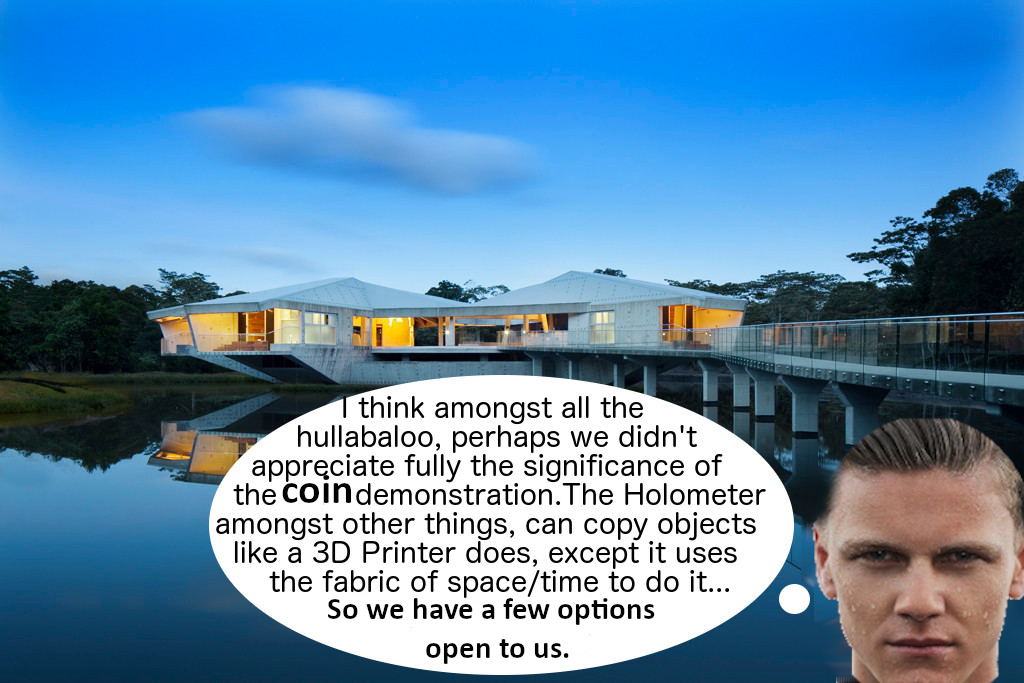 I think amongst all the
hullabaloo, perhaps we didn't
appreciate fully the significance of
the coin demonstration.The Holometer
amongst other things, can copy objects
like a 3D Printer does, except it uses
the fabric of space/time to do it...
So we have a few options
open to us.